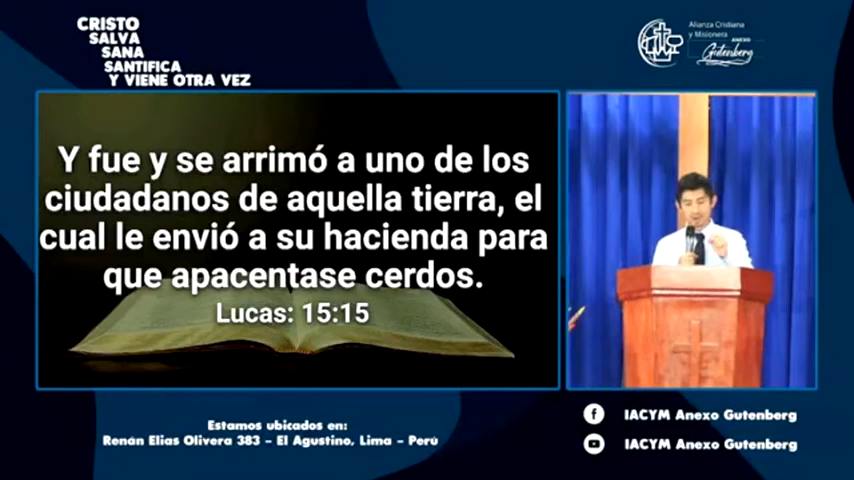 CRISTO
SALVA
SANA
SANTIFICA
Y VIENE OTRA VEZ
Alianza Cristiana
y Misionera
ANEXO
Gutenberg
Y fue y se arrimó a uno de los
ciudadanos de aquella tierra, el
cual le envió a su hacienda para
que apacentase cerdos.
Lucas: 15:15
Estamos ubicados en:
Renán Elias Olivera 383 - El Agustino, Lima - Perú
IACYM Anexo Gutenberg
IACYM Anexo Gutenberg